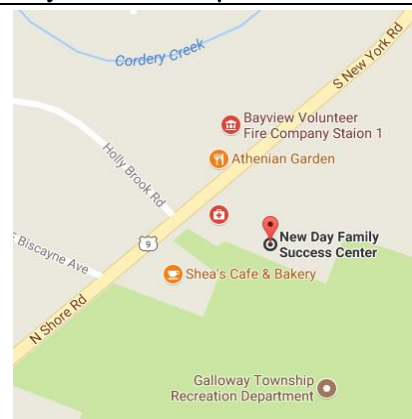 Cordery Creek
S New York Rd
Bayview Volunteer
Fire Company Staion 1
Athenian Garden
Holly Brook Rd
9
New Day Family
Success Center
E Biscayne Ave
Shea's Cafe & Bakery
N Shore Rd
Galloway Township
Recreation Department